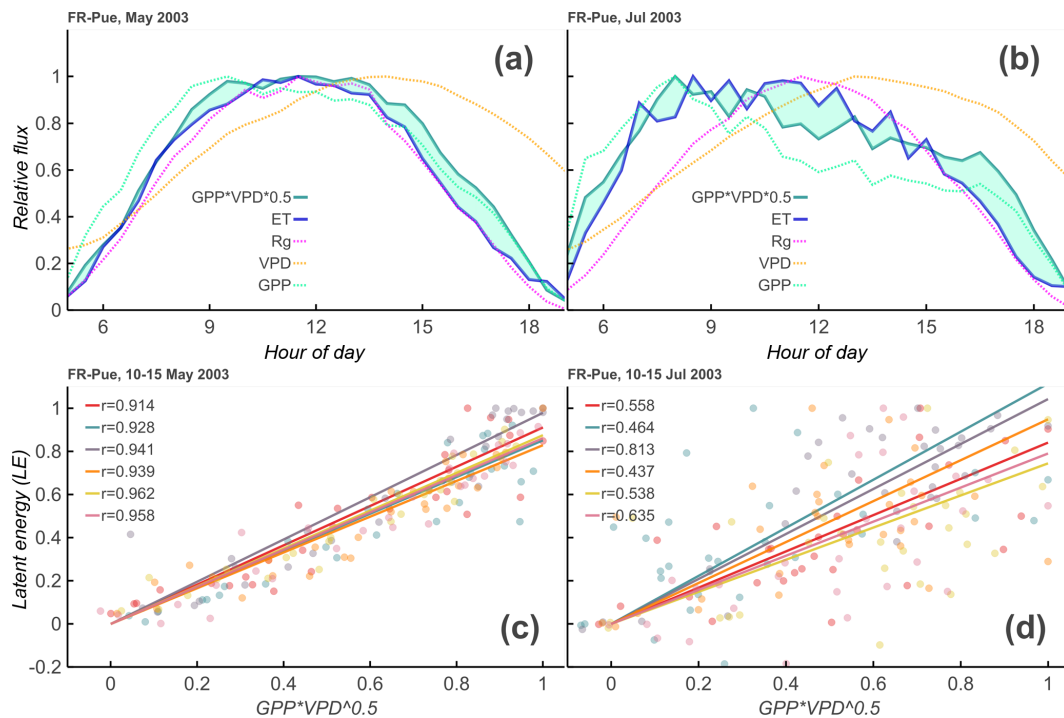 FR-Pue, May 2003
(a)
1
0.8
0.6
0.4
0.2
0
Relative flux
GPP*VPD*0.5
ET
Rg
VPD
GPP
6
9
12
15
18
Hour of day
FR-Pue, Jul 2003
(b)
GPP*VPD*0.5
ET
Rg
VPD
GPP
6
9
12
15
18
Hour of day
FR-Pue, 10-15 May 2003
1
0.8
0.6
0.4
0.2
0
-0.2
Latent energy (LE)
r=0.914
r=0.928
r=0.941
r=0.939
r=0.962
r=0.958
(c)
0
0.2
0.4
0.6
0.8
1
GPP*VPD^0.5
FR-Pue, 10-15 Jul 2003
r=0.558
r=0.464
r=0.813
r=0.437
r=0.538
r=0.635
(d)
0
0.2
0.4
0.6
0.8
1
GPP*VPD^0.5